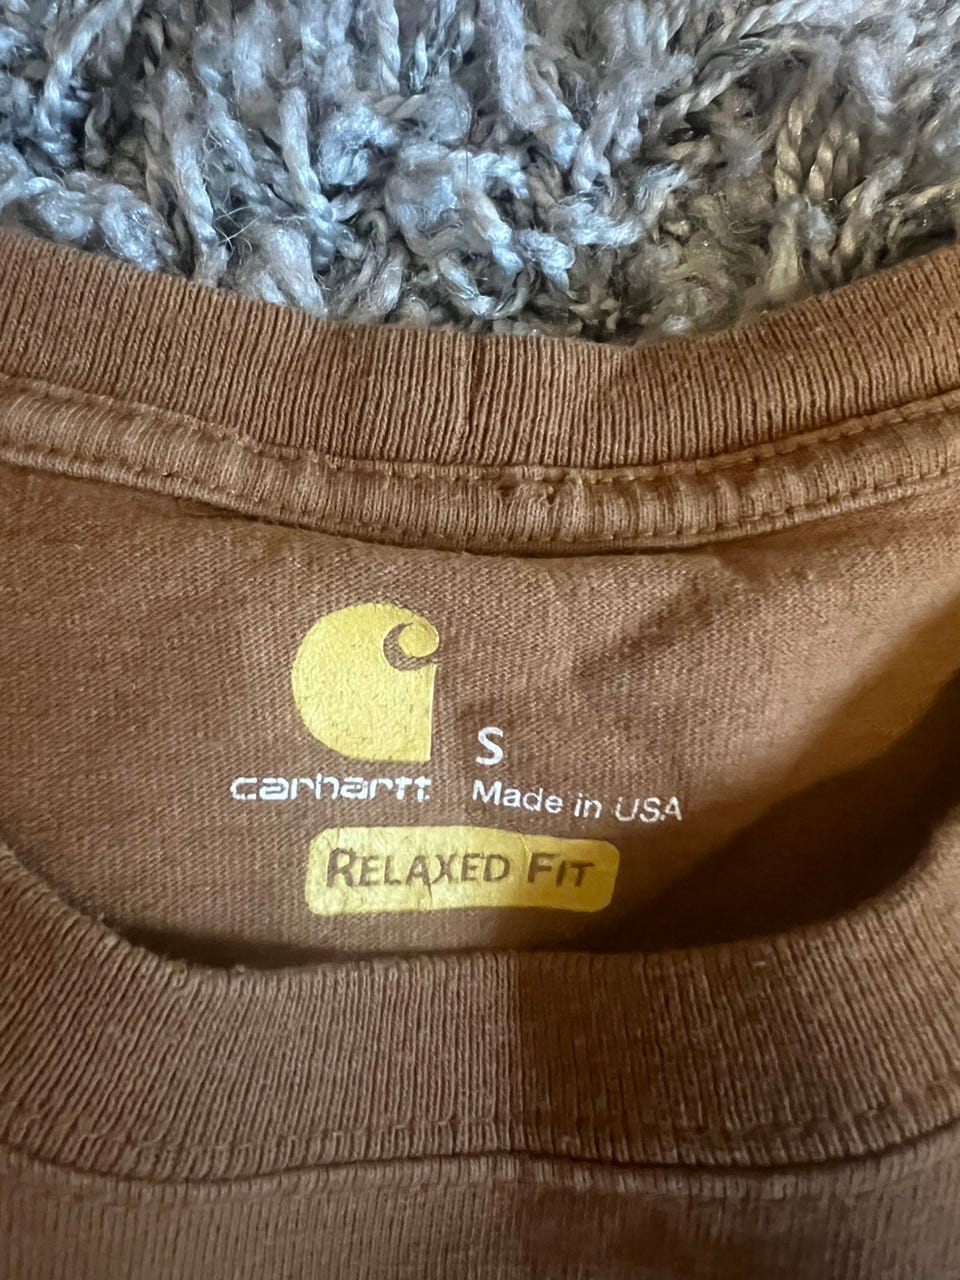 carhartt
S
Made in USA
RELAXED FIT